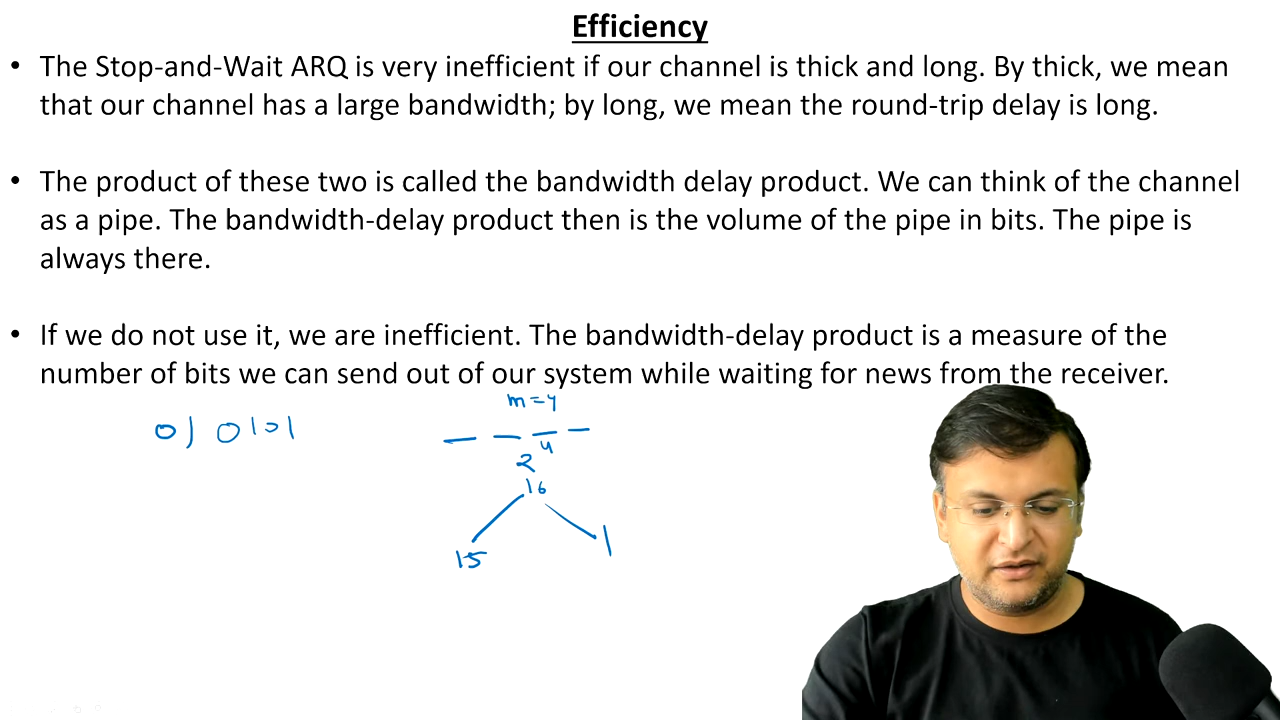 Efficiency
• The Stop-and-Wait ARQ is very inefficient if our channel is thick and long. By thick, we mean
that our channel has a large bandwidth; by long, we mean the round-trip delay is long.
• The product of these two is called the bandwidth delay product. We can think of the channel
as a pipe. The bandwidth-delay product then is the volume of the pipe in bits. The pipe is
always there.
• If we do not use it, we are inefficient. The bandwidth-delay product is a measure of the
number of bits we can send out of our system while waiting for news from the receiver.
m=4
010101
4
2
16
15 1